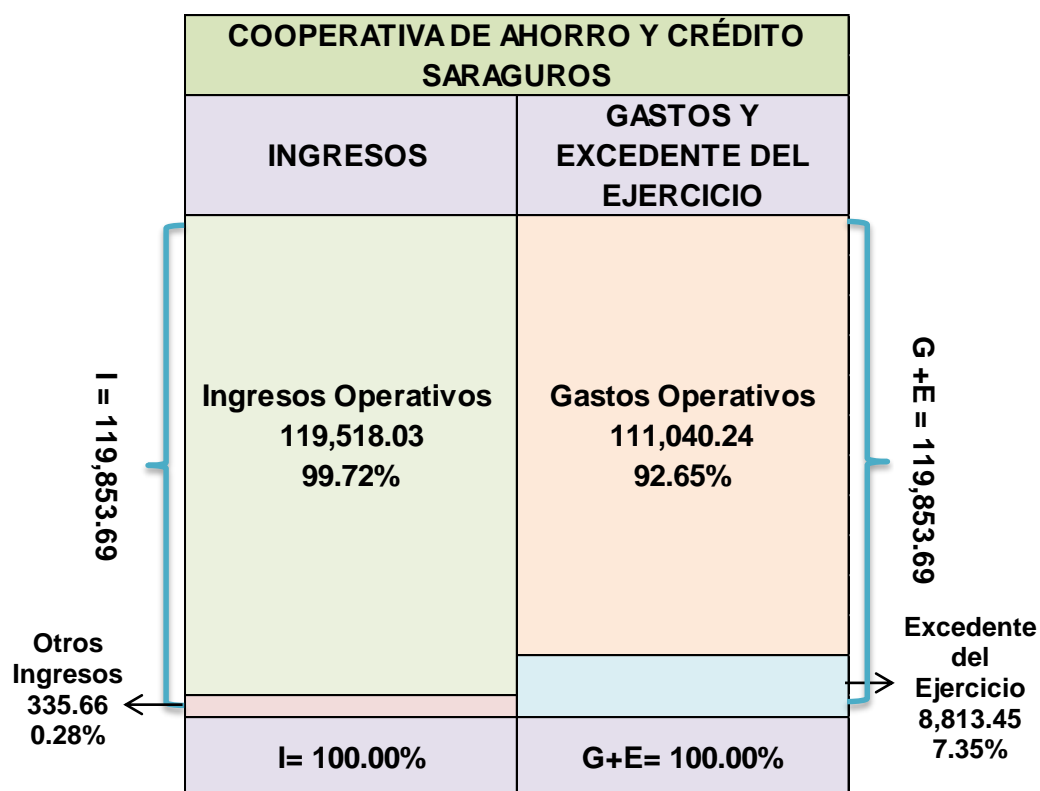 COOPERATIVA DE AHORRO Y CRÉDITO
SARAGUROS
INGRESOS
GASTOS Y
EXCEDENTE DEL
EJERCICIO
I = 119,853.69
Ingresos Operativos
119,518.03
99.72%
Gastos Operativos
111,040.24
92.65%
G +E = 119,853.69
Otros
Ingresos
335.66
0.28%
Excedente
del
Ejercicio
8,813.45
7.35%
I= 100.00%
G+E= 100.00%